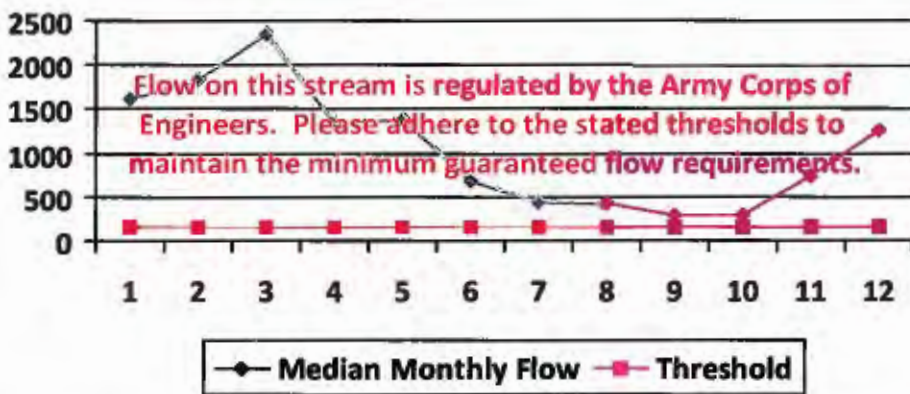 2500
2000
1500
1000
500
0
Flow on this stream is regulated by the Army Corps of
Engineers. Please adhere to the stated thresholds to
maintain the minimum guaranteed flow requirements.
1 2 3 4 5 6 7 8 9 10 11 12
Median Monthly Flow Threshold